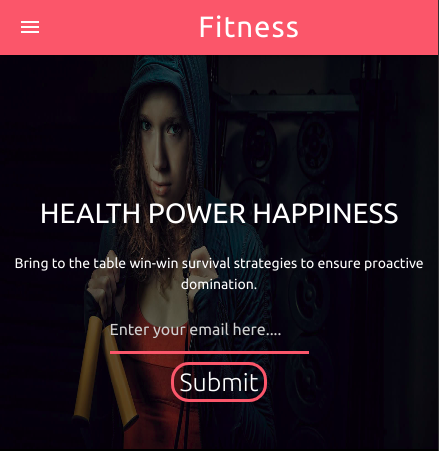 Fitness
HEALTH POWER HAPPINESS
Bring to the table win-win survival strategies to ensure proactive
domination.
Enter your email here....
Submit